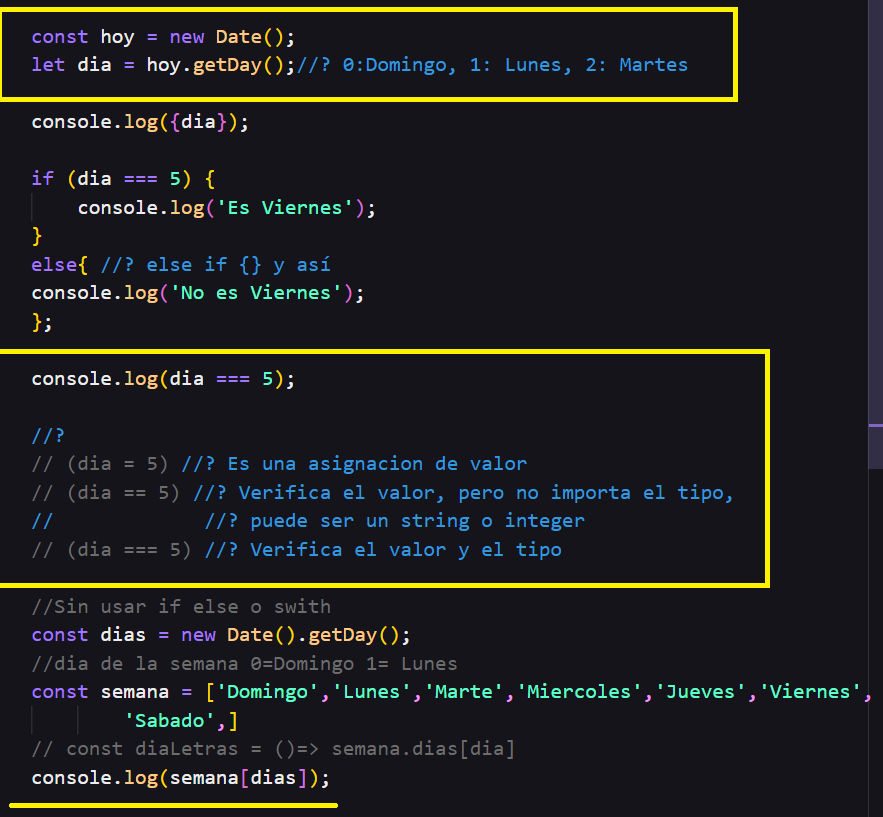 const hoy = new Date();
let dia = hoy.getDay();//? 0:Domingo, 1: Lunes, 2: Martes
console.log({dia});
if (dia === 5) {
console.log('Es Viernes');
}
else{ //? else if {} y así
console.log('No es Viernes');
};
console.log(dia === 5);
//?
// (dia = 5) //? Es una asignacion de valor
// (dia == 5) //? Verifica el valor, pero no importa el tipo,
// //? puede ser un string o integer
// (dia === 5) //? Verifica el valor y el tipo
//Sin usar if else o swith
const dias = new Date().getDay();
//dia de la semana 0=Domingo 1= Lunes
const semana = ['Domingo','Lunes','Marte','Miercoles','Jueves','Viernes',
'Sabado',]
// const diaLetras = ()=> semana.dias[dia]
console.log(semana[dias]);